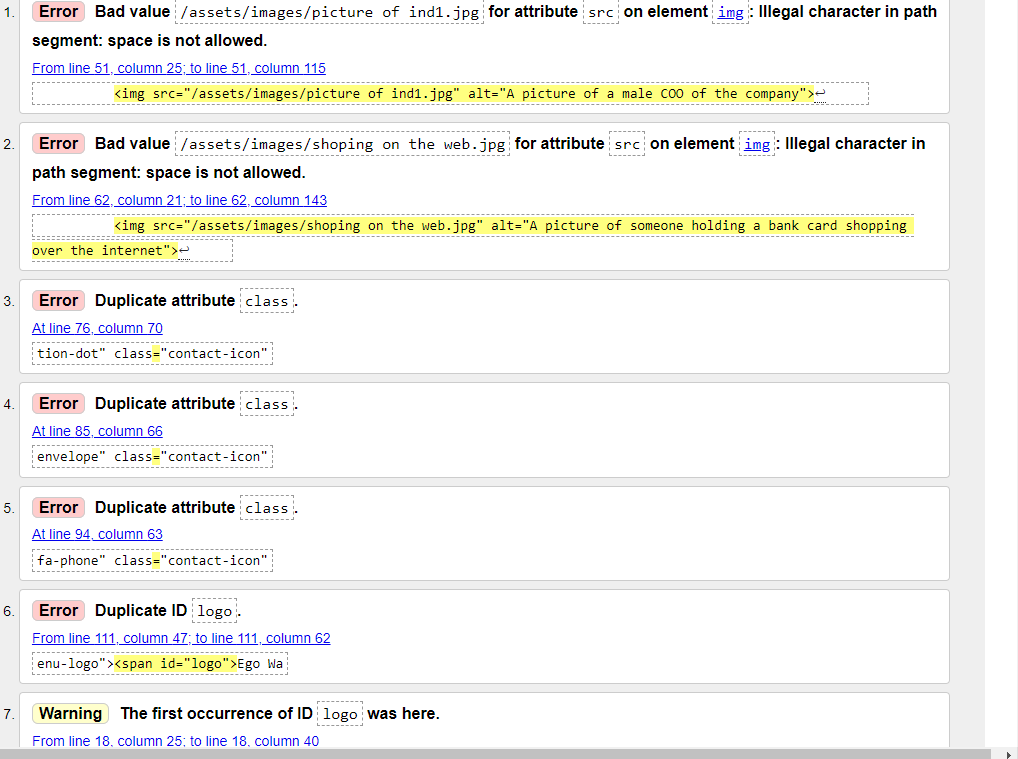 1. Error Bad value /assets/images/picture of ind1.jpg for attribute src on element img: Illegal character in path
segment: space is not allowed.
From line 51, column 25; to line 51, column 115
<img src="/assets/images/picture of ind1.jpg" alt="A picture of a male COO of the company">↩
2. Error Bad value /assets/images/shoping on the web.jpg for attribute src on element img: Illegal character in
path segment: space is not allowed.
From line 62, column 21; to line 62, column 143
<img src="/assets/images/shoping on the web.jpg" alt="A picture of someone holding a bank card shopping
over the internet">↩
3. Error Duplicate attribute class.
At line 76, column 70
tion-dot" class="contact-icon"
4. Error Duplicate attribute class.
At line 85, column 66
envelope" class="contact-icon"
5. Error Duplicate attribute class.
At line 94, column 63
fa-phone" class="contact-icon"
6. Error Duplicate ID logo.
From line 111, column 47; to line 111, column 62
enu-logo"><span id="logo">Ego Wa
7. Warning The first occurrence of ID logo was here.
From line 18, column 25; to line 18, column 40